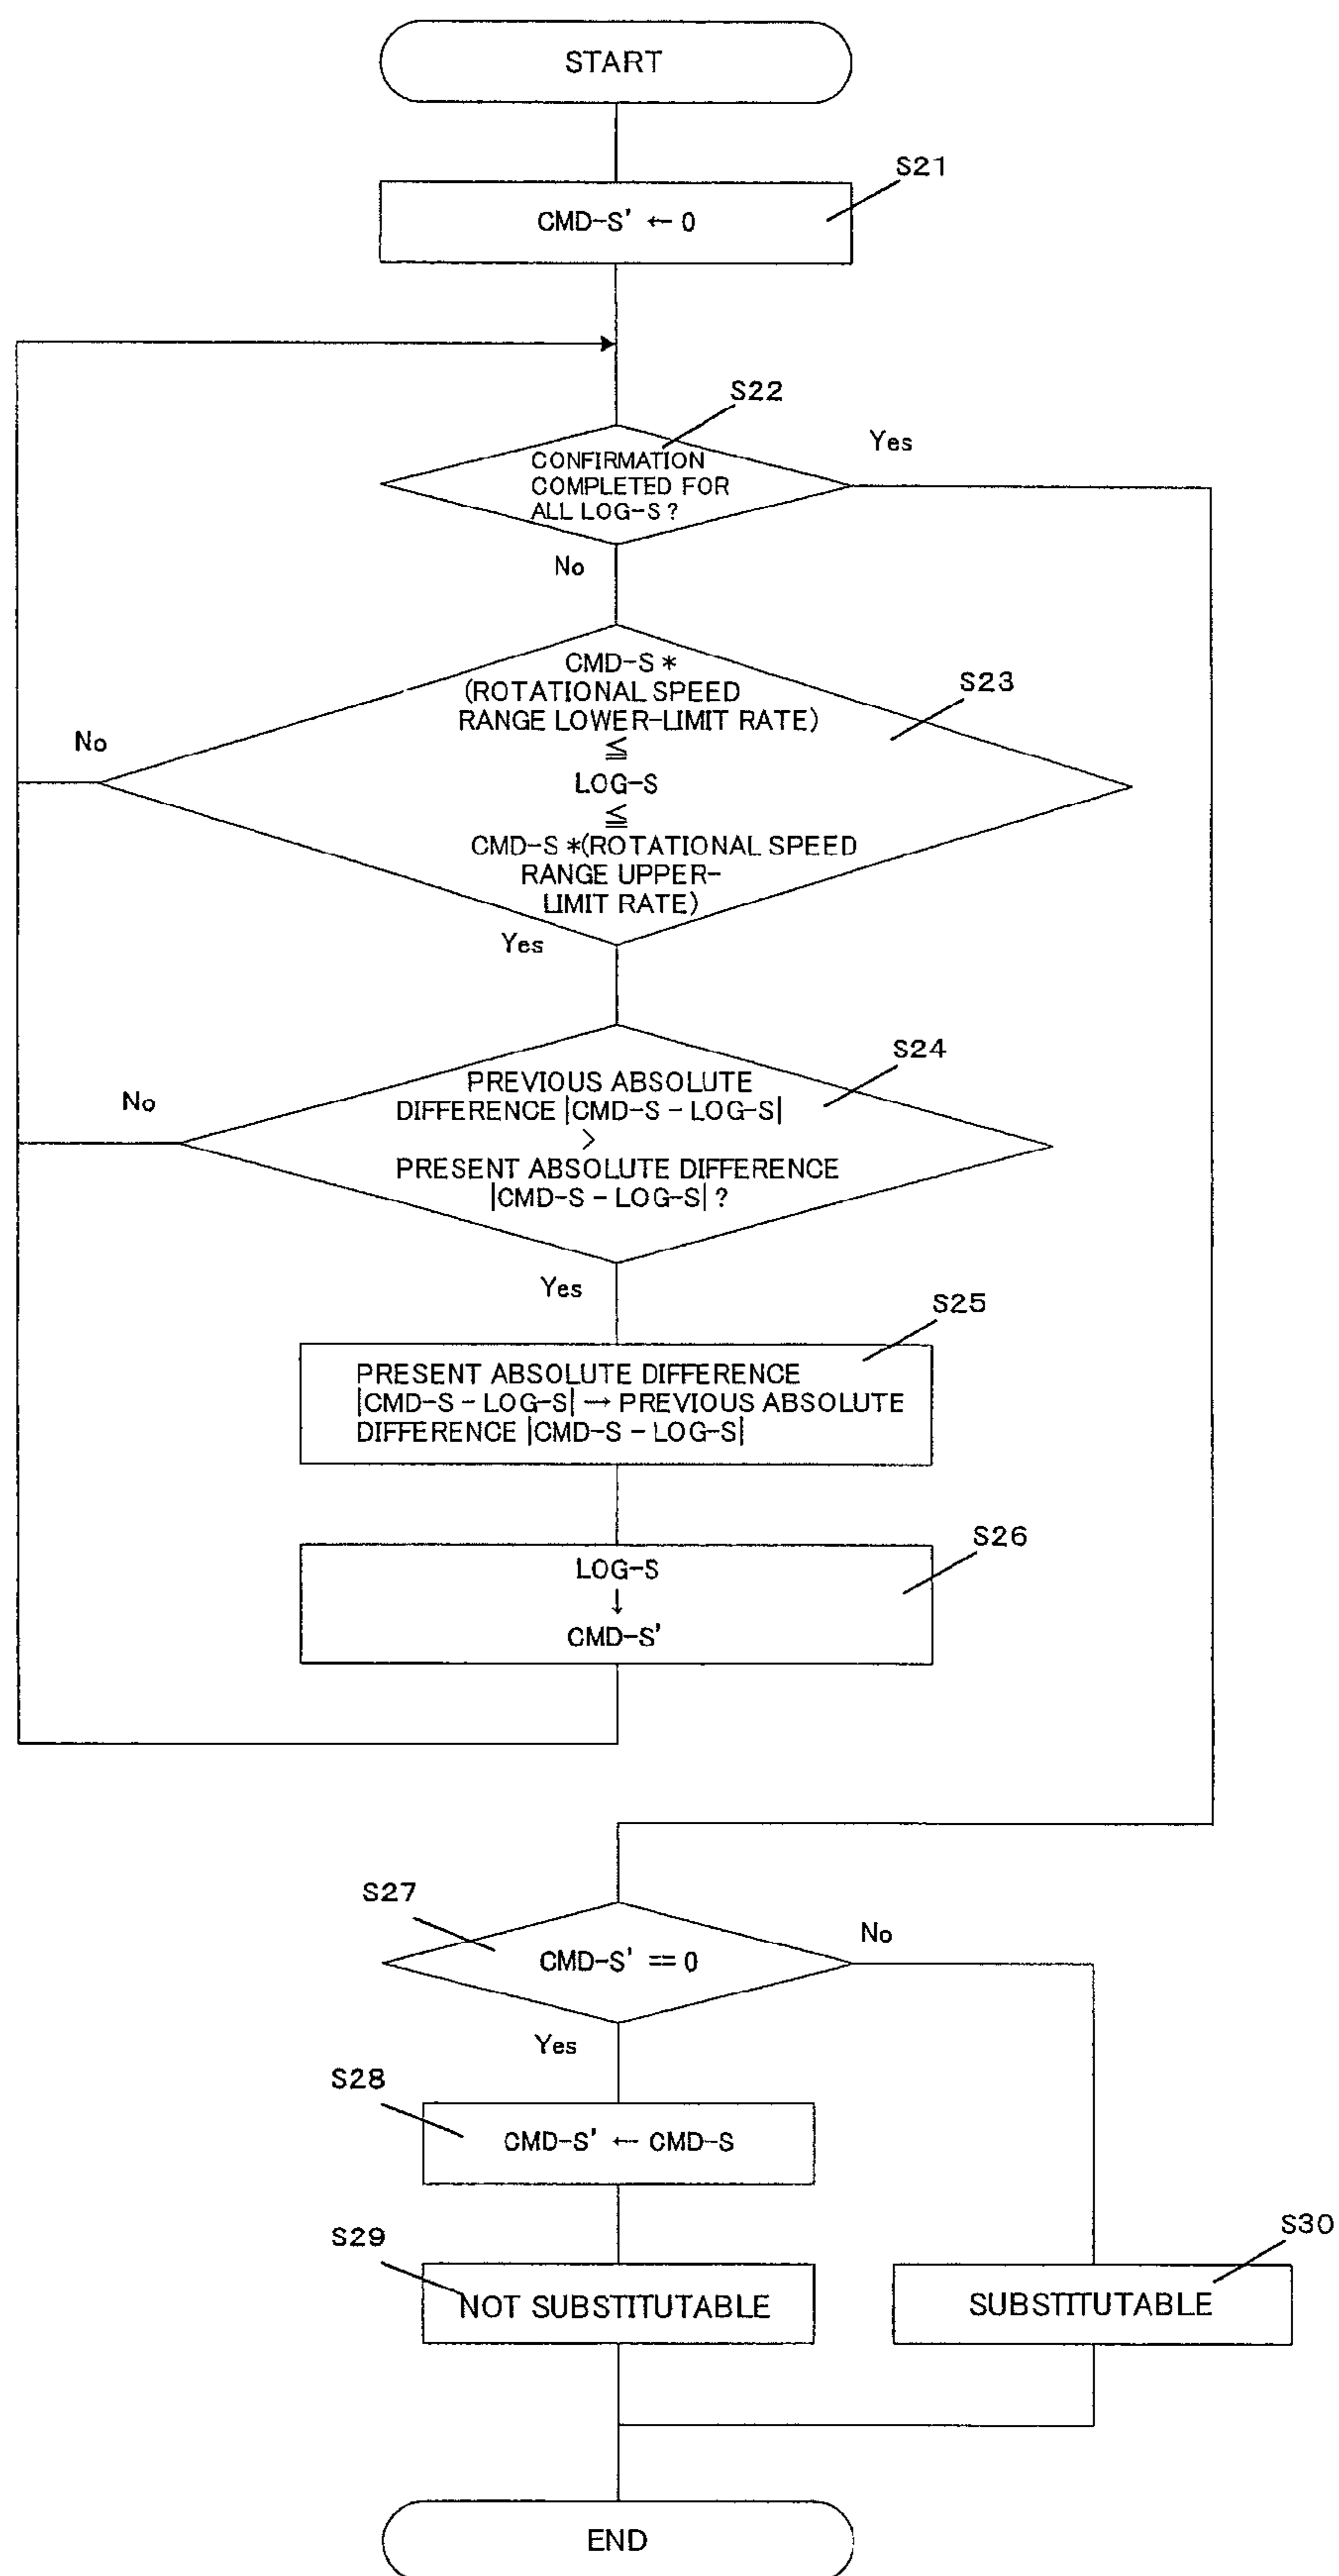 START
S21
CMD-S' ← 0
S22
Yes
CONFIRMATION
COMPLETED FOR
ALL LOG-S ?
No
CMD-S *
(ROTATIONAL SPEED
RANGE LOWER-LIMIT RATE)
≦
LOG-S
≦
CMD-S *(ROTATIONAL SPEED
RANGE UPPER-
LIMIT RATE)
S23
No
Yes
S24
PREVIOUS ABSOLUTE
DIFFERENCE |CMD-S - LOG-S|
>
PRESENT ABSOLUTE DIFFERENCE
|CMD-S - LOG-S| ?
No
Yes
S25
PRESENT ABSOLUTE DIFFERENCE
|CMD-S - LOG-S| → PREVIOUS ABSOLUTE
DIFFERENCE |CMD-S - LOG-S|
S26
LOG-S
↓
CMD-S'
S27
No
CMD-S' == 0
Yes
S28
CMD-S' ← CMD-S
S29
NOT SUBSTITUTABLE
S30
SUBSTITUTABLE
END